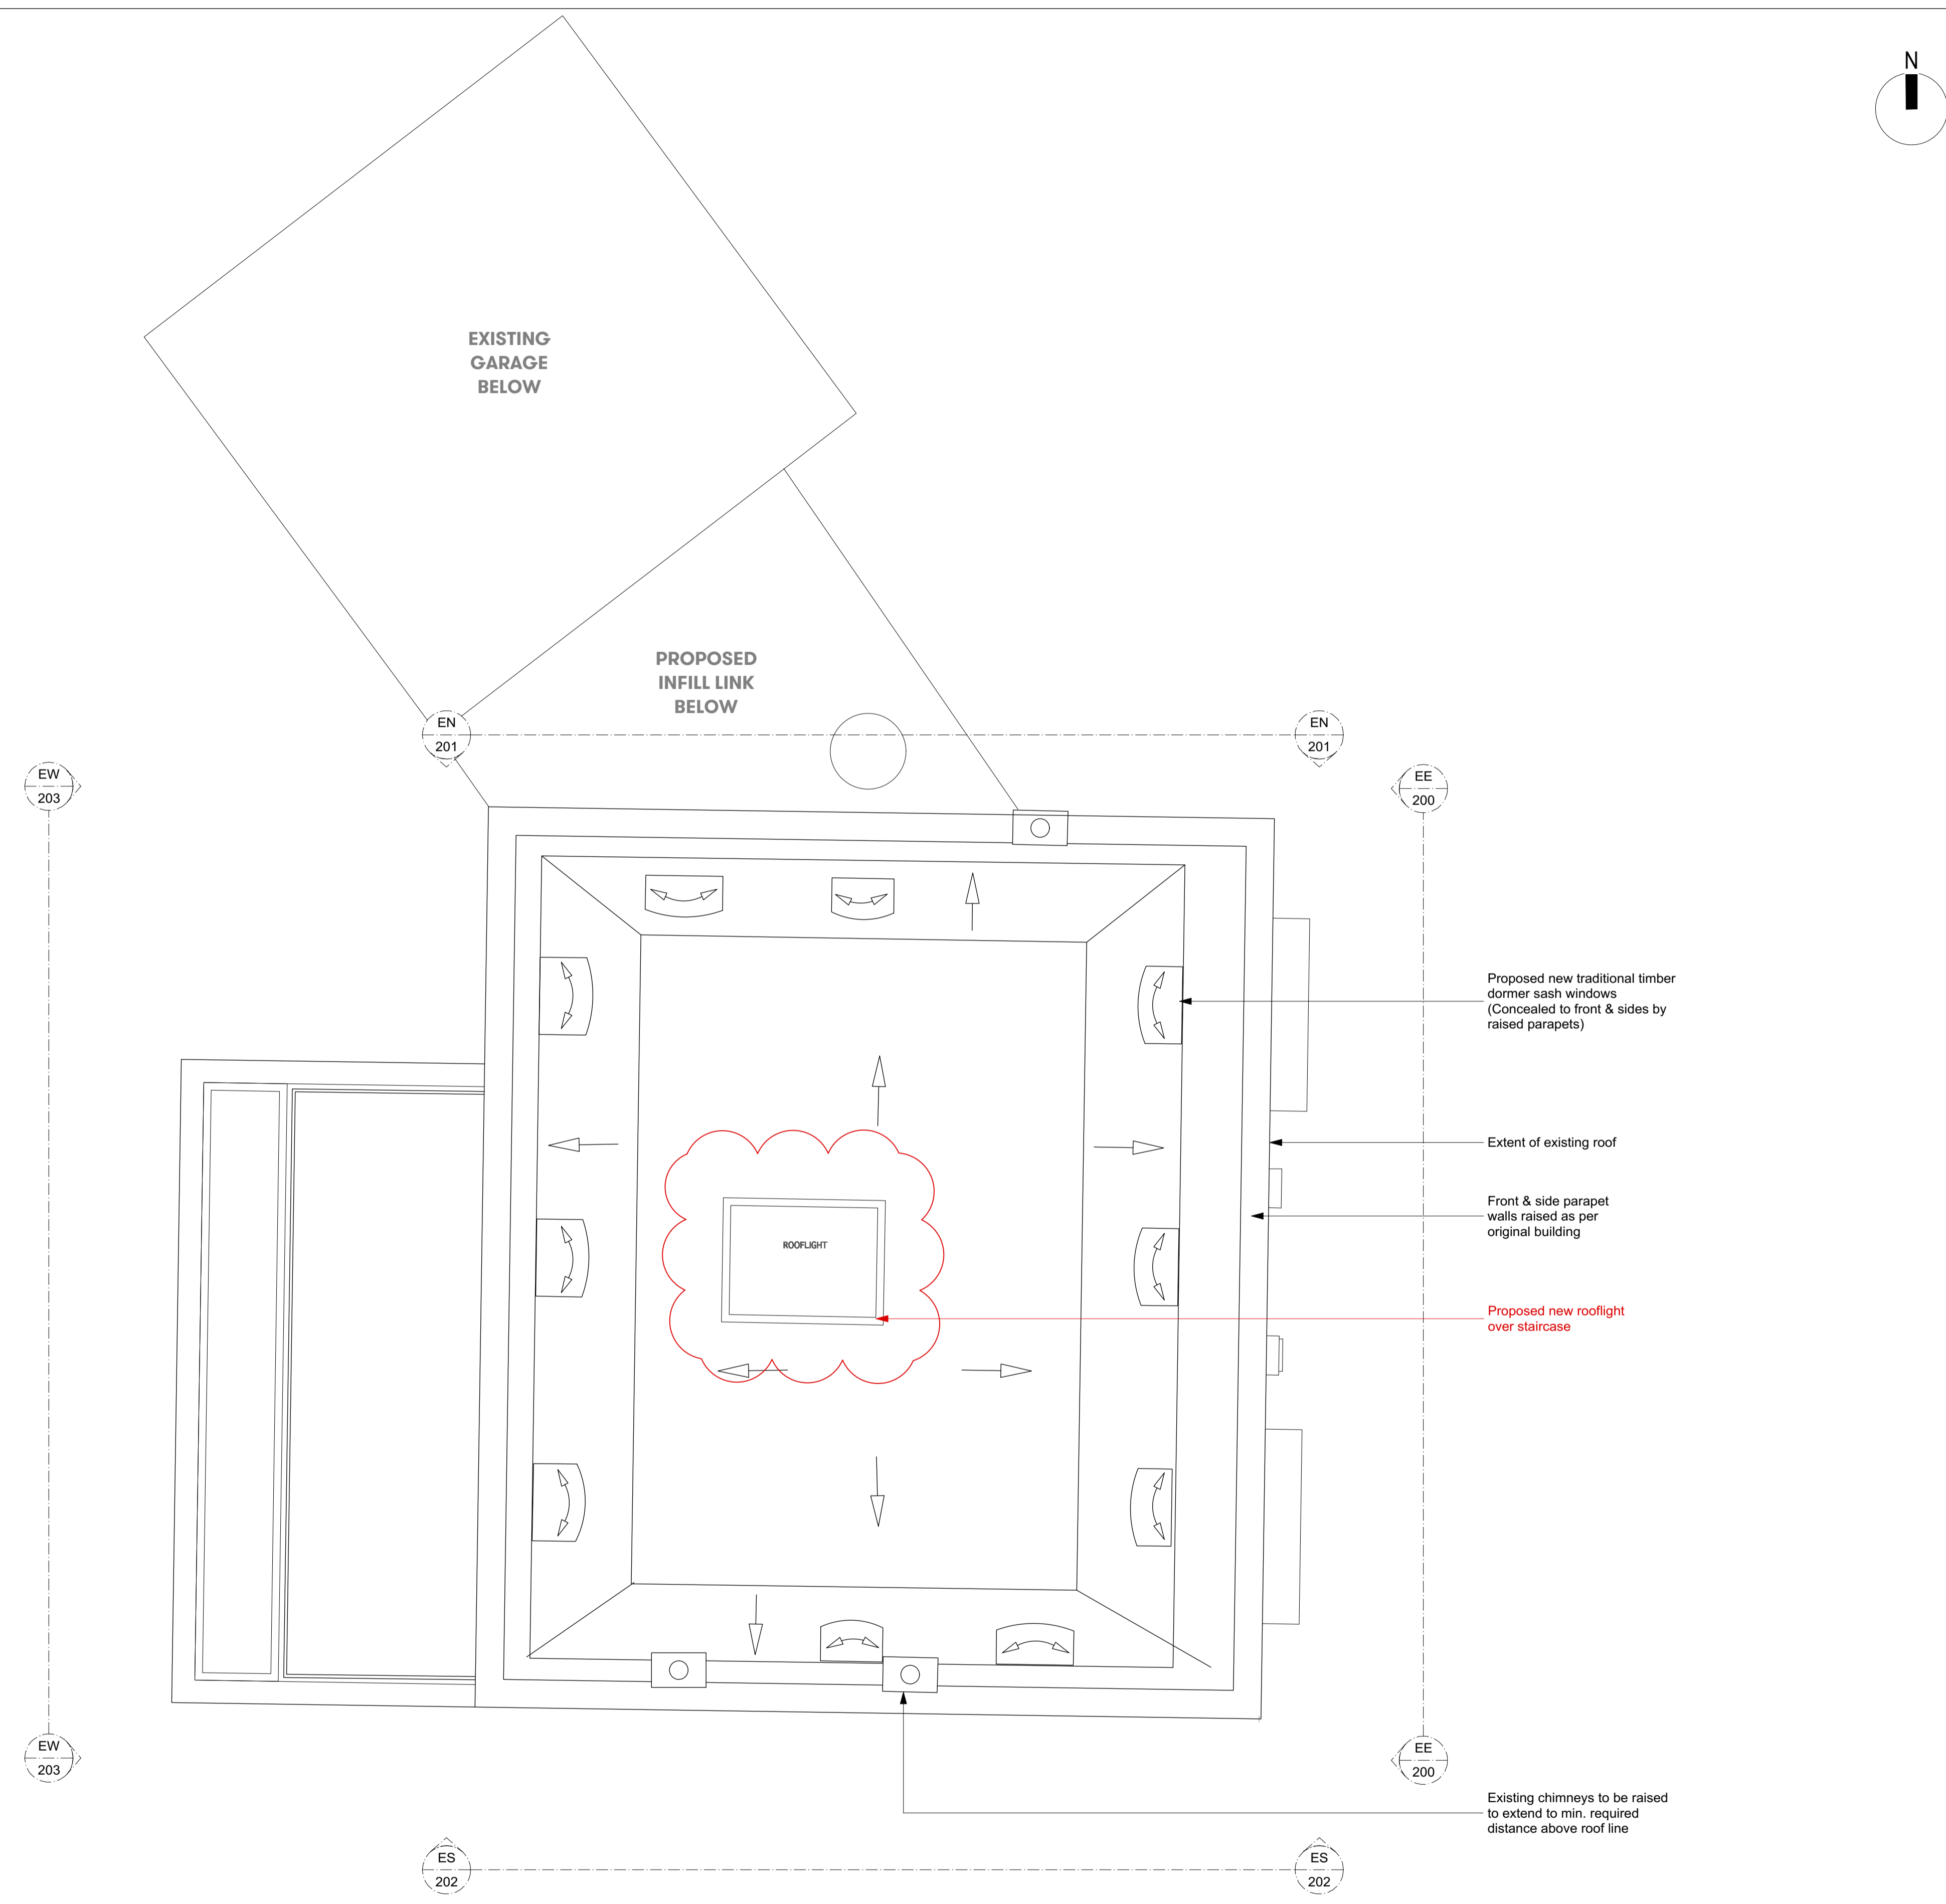 N
EXISTING
GARAGE
BELOW
PROPOSED
INFILL LINK
BELOW
EN
201
EN
201
EW
203
EE
200
Proposed new traditional timber
dormer sash windows
(Concealed to front & sides by
raised parapets)
Extent of existing roof
Front & side parapet
walls raised as per
original building
ROOFLIGHT
Proposed new rooflight
over staircase
EW
203
EE
200
Existing chimneys to be raised
to extend to min. required
distance above roof line
ES
202
ES
202